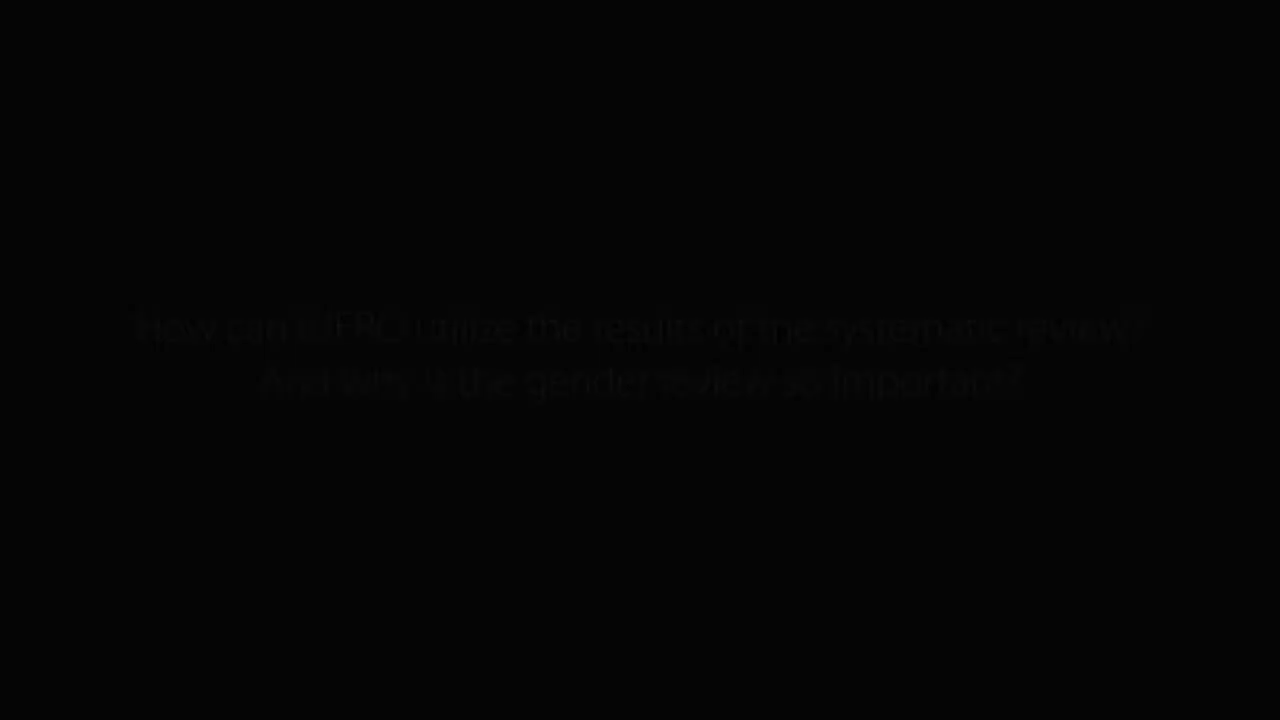 How can utilize the results of the systematic review?
And why is the gender review so important?